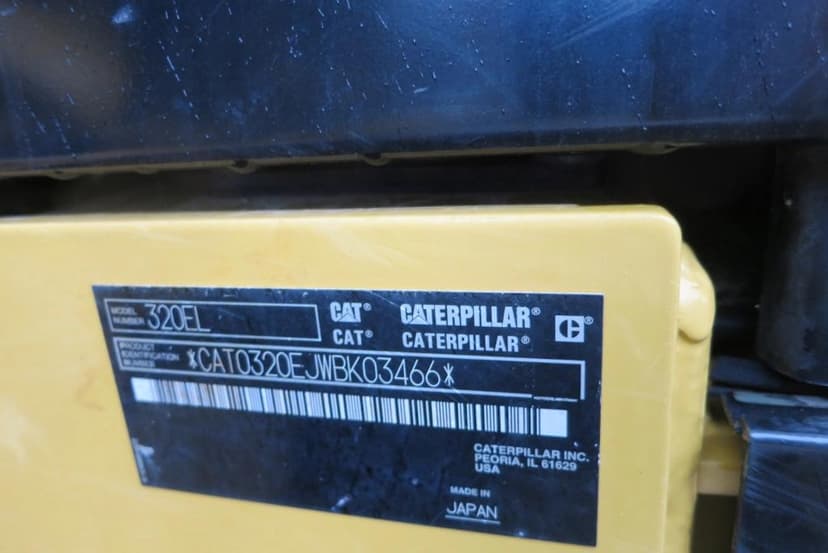 MODEL NUMBER 320EL
CAT® CATERPILLAR® C®
CAT® CATERPILLAR®
PRODUCT IDENTIFICATION NUMBER *CAT0320EJWBK03466*
CATERPILLAR INC.
PEORIA, IL 61629
USA
MADE IN
JAPAN